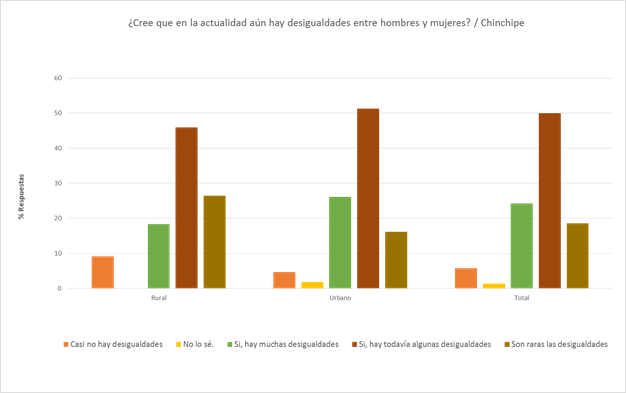 ¿Cree que en la actualidad aún hay desigualdades entre hombres y mujeres? / Chinchipe
% Respuestas
60
50
40
30
20
10
0
Rural Urbano Total
Casi no hay desigualdades No lo sé. Si, hay muchas desigualdades Si, hay todavía algunas desigualdades Son raras las desigualdades